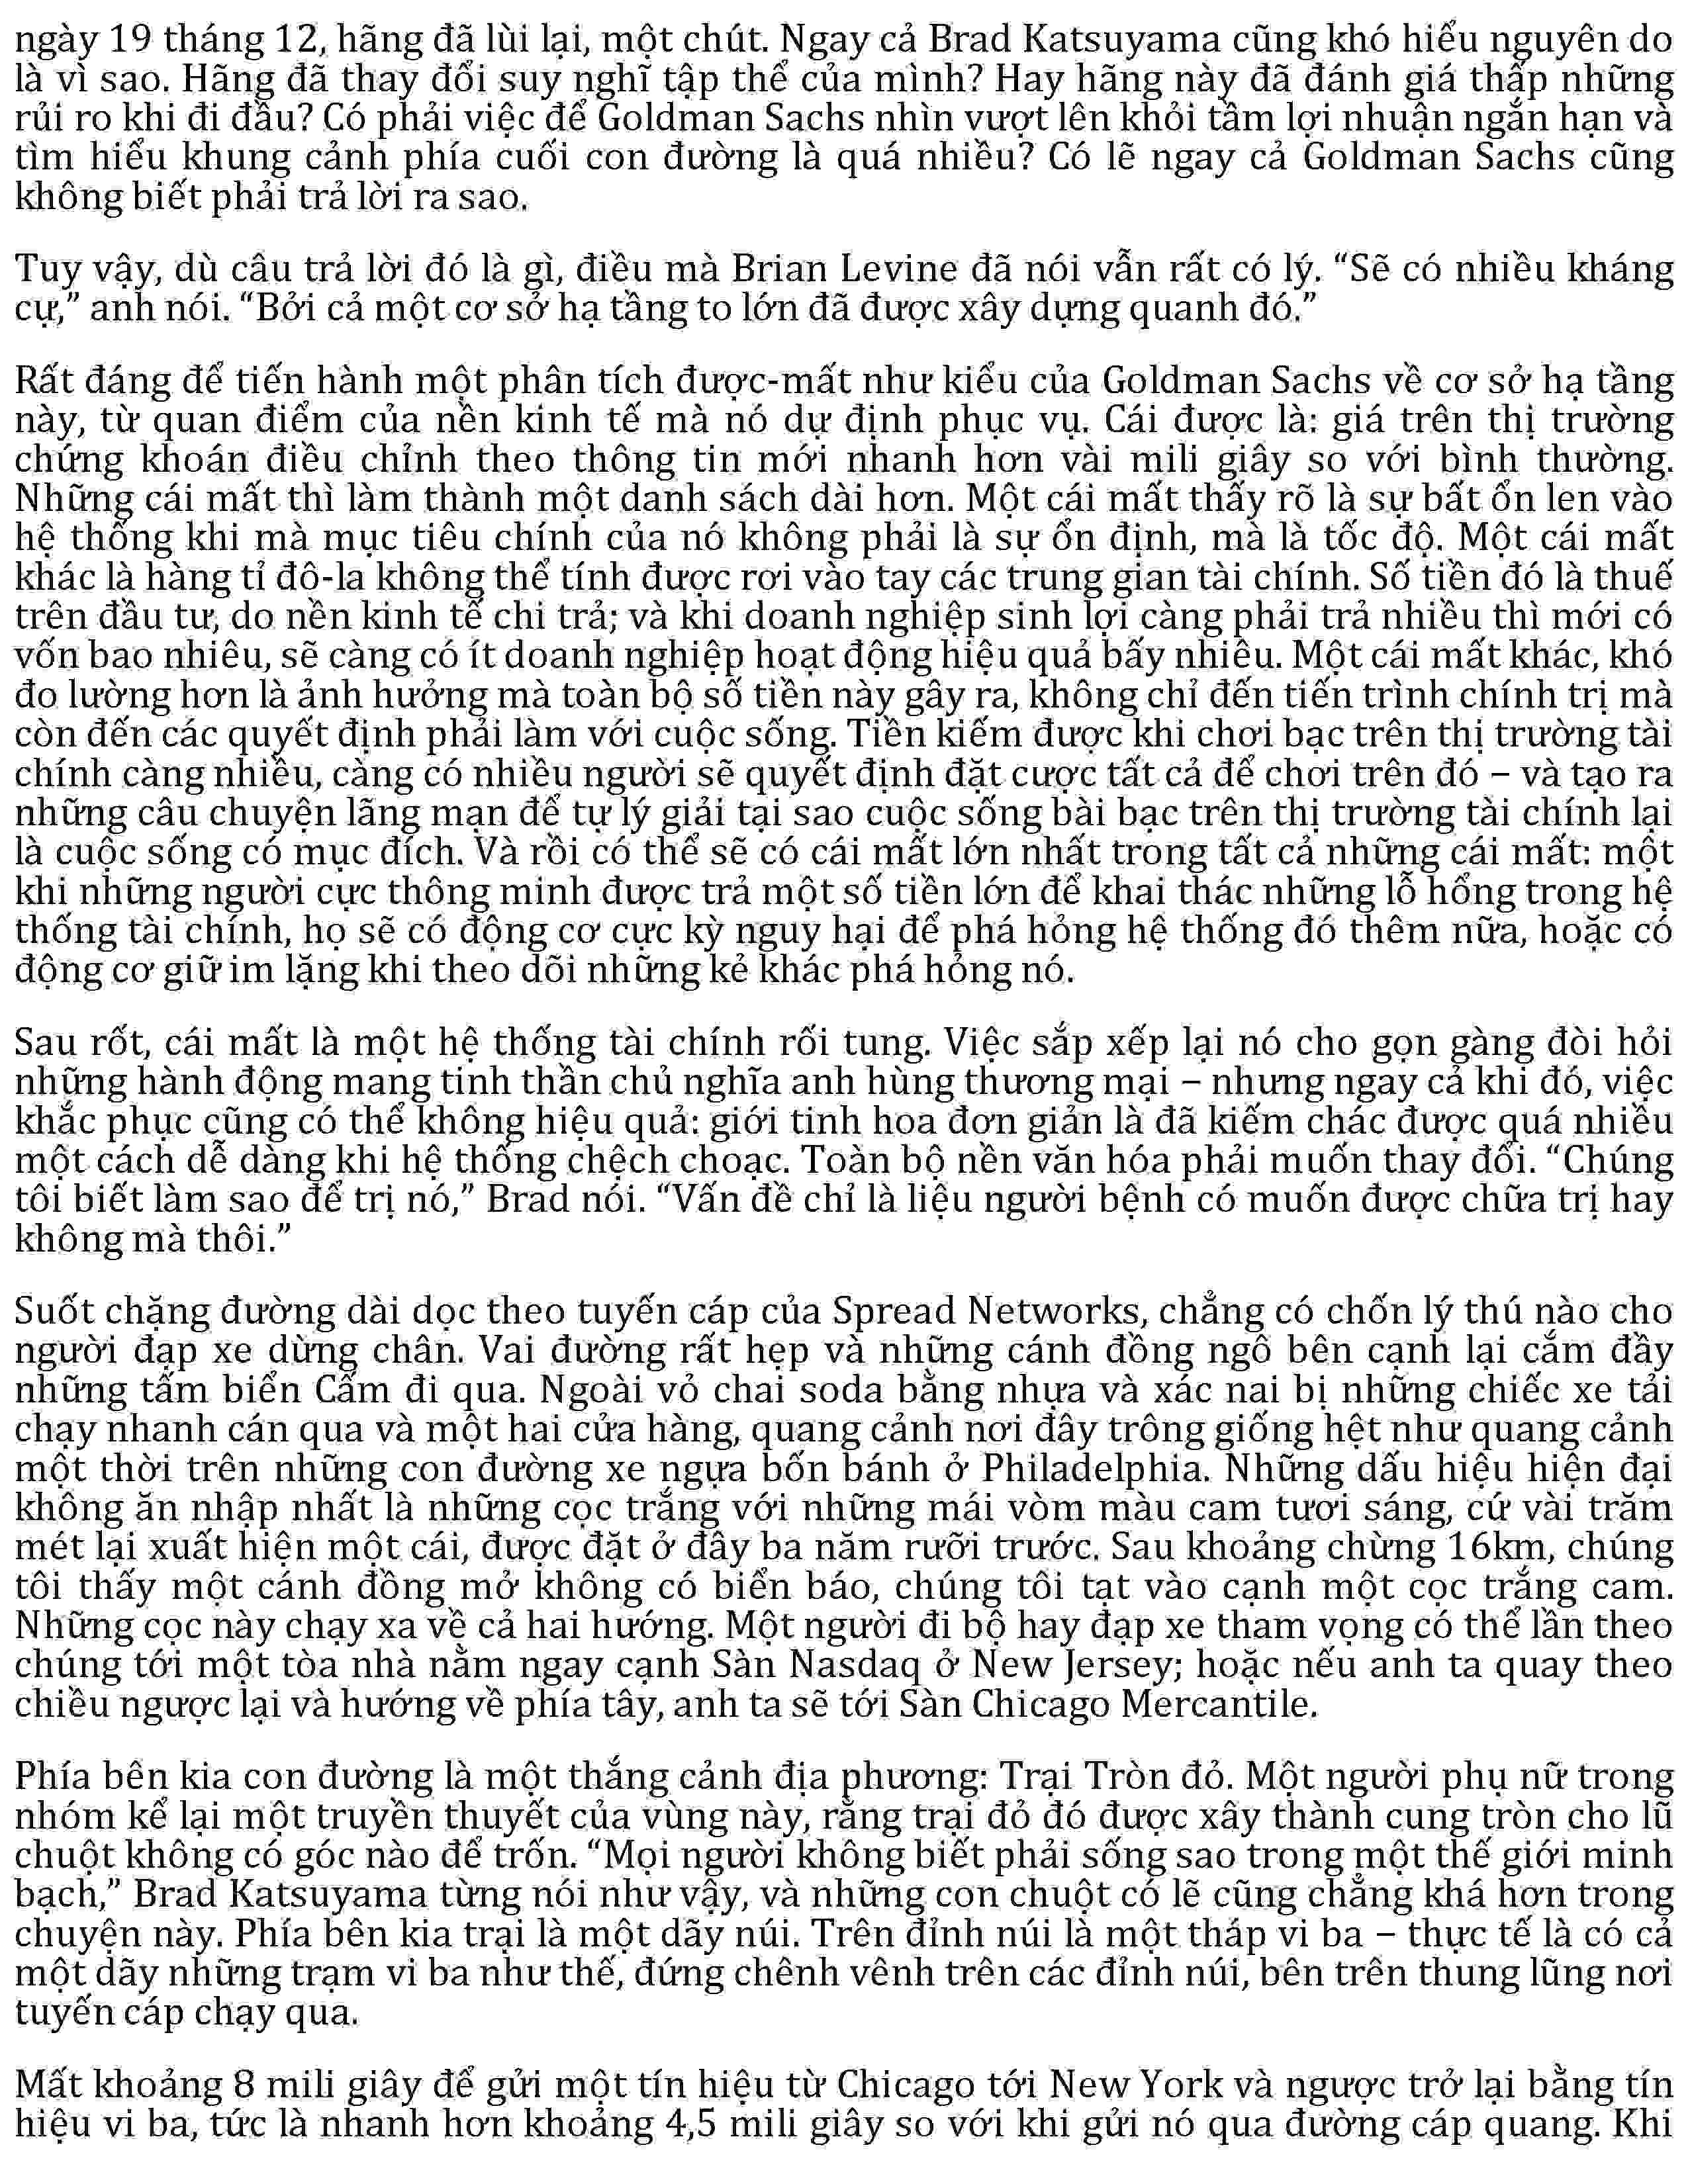 ngày 19 tháng 12, hãng đã lùi lại, một chút. Ngay cả Brad Katsuyama cũng khó hiểu nguyên do
là vì sao. Hãng đã thay đổi suy nghĩ tập thể của mình? Hay hãng này đã đánh giá thấp những
rủi ro khi đi đầu? Có phải việc để Goldman Sachs nhìn vượt lên khỏi tầm lợi nhuận ngắn hạn và
tìm hiểu khung cảnh phía cuối con đường là quá nhiều? Có lẽ ngay cả Goldman Sachs cũng
không biết phải trả lời ra sao.
Tuy vậy, dù câu trả lời đó là gì, điều mà Brian Levine đã nói vẫn rất có lý. “Sẽ có nhiều kháng
cự,” anh nói. “Bởi cả một cơ sở hạ tầng to lớn đã được xây dựng quanh đó.”
Rất đáng để tiến hành một phân tích được-mất như kiểu của Goldman Sachs về cơ sở hạ tầng
này, từ quan điểm của nền kinh tế mà nó dự định phục vụ. Cái được là: giá trên thị trường
chứng khoán điều chỉnh theo thông tin mới nhanh hơn vài mili giây so với bình thường.
Những cái mất thì làm thành một danh sách dài hơn. Một cái mất thấy rõ là sự bất ổn len vào
hệ thống khi mà mục tiêu chính của nó không phải là sự ổn định, mà là tốc độ. Một cái mất
khác là hàng tỉ đô-la không thể tính được rơi vào tay các trung gian tài chính. Số tiền đó là thuế
trên đầu tư, do nền kinh tế chi trả; và khi doanh nghiệp sinh lợi càng phải trả nhiều thì mới có
vốn bao nhiêu, sẽ càng có ít doanh nghiệp hoạt động hiệu quả bấy nhiêu. Một cái mất khác, khó
đo lường hơn là ảnh hưởng mà toàn bộ số tiền này gây ra, không chỉ đến tiến trình chính trị mà
còn đến các quyết định phải làm với cuộc sống. Tiền kiếm được khi chơi bạc trên thị trường tài
chính càng nhiều, càng có nhiều người sẽ quyết định đặt cược tất cả để chơi trên đó – và tạo ra
những câu chuyện lãng mạn để tự lý giải tại sao cuộc sống bài bạc trên thị trường tài chính lại
là cuộc sống có mục đích. Và rồi có thể sẽ có cái mất lớn nhất trong tất cả những cái mất: một
khi những người cực thông minh được trả một số tiền lớn để khai thác những lỗ hổng trong hệ
thống tài chính, họ sẽ có động cơ cực kỳ nguy hại để phá hỏng hệ thống đó thêm nữa, hoặc có
động cơ giữ im lặng khi theo dõi những kẻ khác phá hỏng nó.
Sau rốt, cái mất là một hệ thống tài chính rối tung. Việc sắp xếp lại nó cho gọn gàng đòi hỏi
những hành động mang tinh thần chủ nghĩa anh hùng thương mại – nhưng ngay cả khi đó, việc
khắc phục cũng có thể không hiệu quả: giới tinh hoa đơn giản là đã kiếm chác được quá nhiều
một cách dễ dàng khi hệ thống chệch choạc. Toàn bộ nền văn hóa phải muốn thay đổi. “Chúng
tôi biết làm sao để trị nó,” Brad nói. “Vấn đề chỉ là liệu người bệnh có muốn được chữa trị hay
không mà thôi.”
Suốt chặng đường dài dọc theo tuyến cáp của Spread Networks, chẳng có chốn lý thú nào cho
người đạp xe dừng chân. Vai đường rất hẹp và những cánh đồng ngô bên cạnh lại cắm đầy
những tấm biển Cấm đi qua. Ngoài vỏ chai soda bằng nhựa và xác nai bị những chiếc xe tải
chạy nhanh cán qua và một hai cửa hàng, quang cảnh nơi đây trông giống hệt như quang cảnh
một thời trên những con đường xe ngựa bốn bánh ở Philadelphia. Những dấu hiệu hiện đại
không ăn nhập nhất là những cọc trắng với những mái vòm màu cam tươi sáng, cứ vài trăm
mét lại xuất hiện một cái, được đặt ở đây ba năm rưỡi trước. Sau khoảng chừng 16km, chúng
tôi thấy một cánh đồng mở không có biển báo, chúng tôi tạt vào cạnh một cọc trắng cam.
Những cọc này chạy xa về cả hai hướng. Một người đi bộ hay đạp xe tham vọng có thể lần theo
chúng tới một tòa nhà nằm ngay cạnh Sàn Nasdaq ở New Jersey; hoặc nếu anh ta quay theo
chiều ngược lại và hướng về phía tây, anh ta sẽ tới Sàn Chicago Mercantile.
Phía bên kia con đường là một thắng cảnh địa phương: Trại Tròn đỏ. Một người phụ nữ trong
nhóm kể lại một truyền thuyết của vùng này, rằng trại đỏ đó được xây thành cung tròn cho lũ
chuột không có góc nào để trốn. “Mọi người không biết phải sống sao trong một thế giới minh
bạch,” Brad Katsuyama từng nói như vậy, và những con chuột có lẽ cũng chẳng khá hơn trong
chuyện này. Phía bên kia trại là một dãy núi. Trên đỉnh núi là một tháp vi ba – thực tế là có cả
một dãy những trạm vi ba như thế, đứng chênh vênh trên các đỉnh núi, bên trên thung lũng nơi
tuyến cáp chạy qua.
Mất khoảng 8 mili giây để gửi một tín hiệu từ Chicago tới New York và ngược trở lại bằng tín
hiệu vi ba, tức là nhanh hơn khoảng 4,5 mili giây so với khi gửi nó qua đường cáp quang. Khi